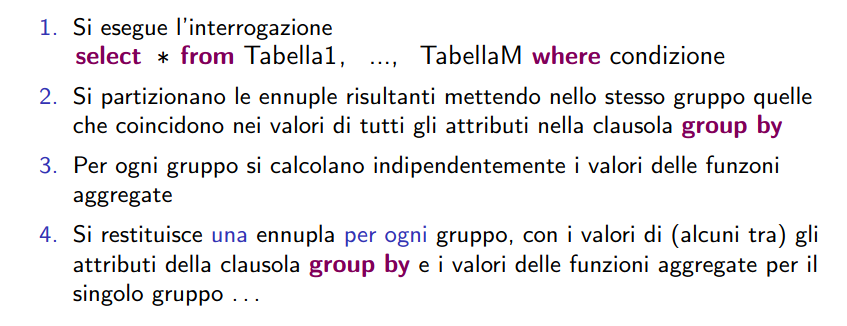 1. Si esegue l'interrogazione
select * from Tabella1, ..., TabellaM where condizione
2. Si partizionano le ennuple risultanti mettendo nello stesso gruppo quelle
che coincidono nei valori di tutti gli attributi nella clausola group by
3. Per ogni gruppo si calcolano indipendentemente i valori delle funzoni
aggregate
4. Si restituisce una ennupla per ogni gruppo, con i valori di (alcuni tra) gli
attributi della clausola group by e i valori delle funzioni aggregate per il
singolo gruppo ...